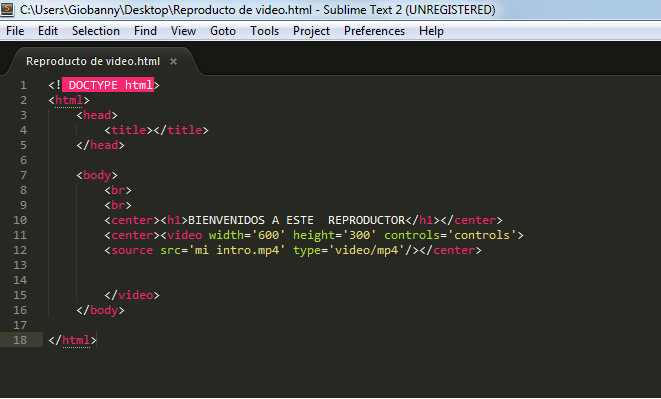 C:\Users\Giobanny\Desktop\Reproducto de video.html - Sublime Text 2 (UNREGISTERED)
File Edit Selection Find View Goto Tools Project Preferences Help
Reproducto de video.html ×
1 <! DOCTYPE html>
2 <html>
3 <head>
4 <title></title>
5 </head>
6
7 <body>
8 <br>
9 <br>
10 <center><h1>BIENVENIDOS A ESTE  REPRODUCTOR</h1></center>
11 <center><video width='600' height='300' controls='controls'>
12 <source src='mi intro.mp4' type='video/mp4'/></center>
13
14
15 </video>
16 </body>
17
18 </html>